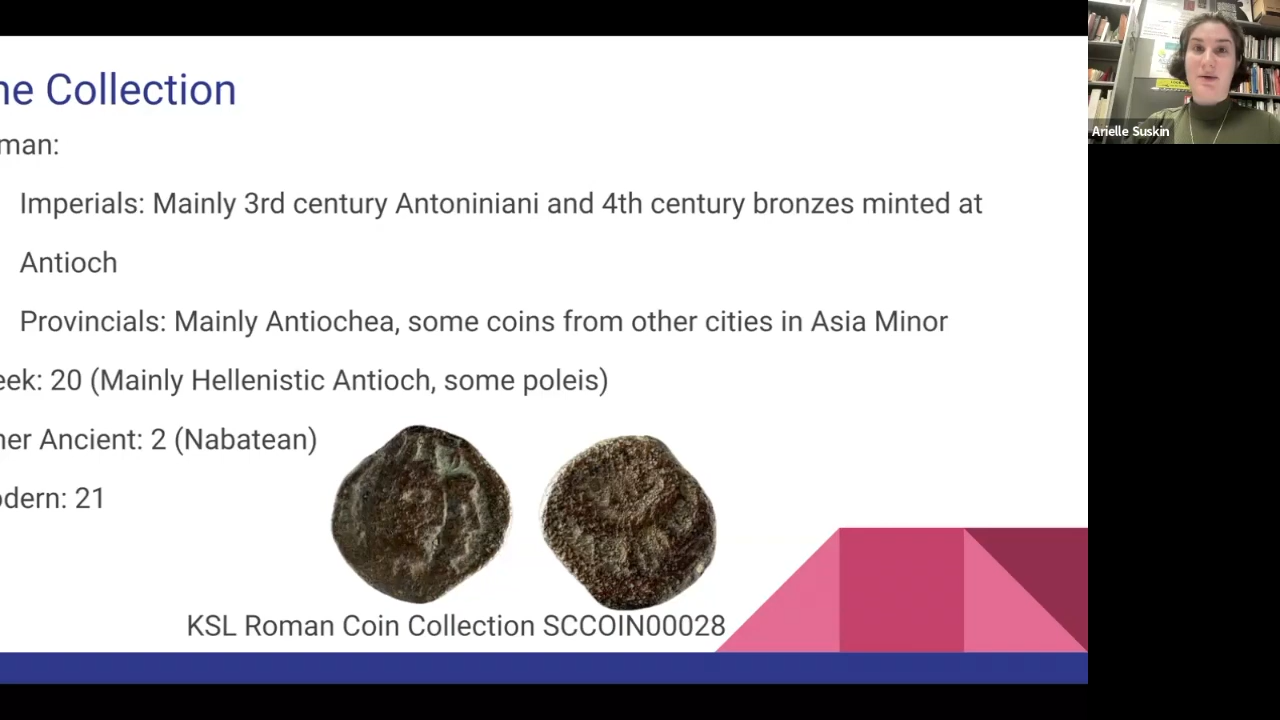 ne Collection
man:
Imperials: Mainly 3rd century Antoniniani and 4th century bronzes minted at
Antioch
Provincials: Mainly Antiochea, some coins from other cities in Asia Minor
eek: 20 (Mainly Hellenistic Antioch, some poleis)
ner Ancient: 2 (Nabatean)
odern: 21
KSL Roman Coin Collection SCCOIN00028
Arielle Suskin